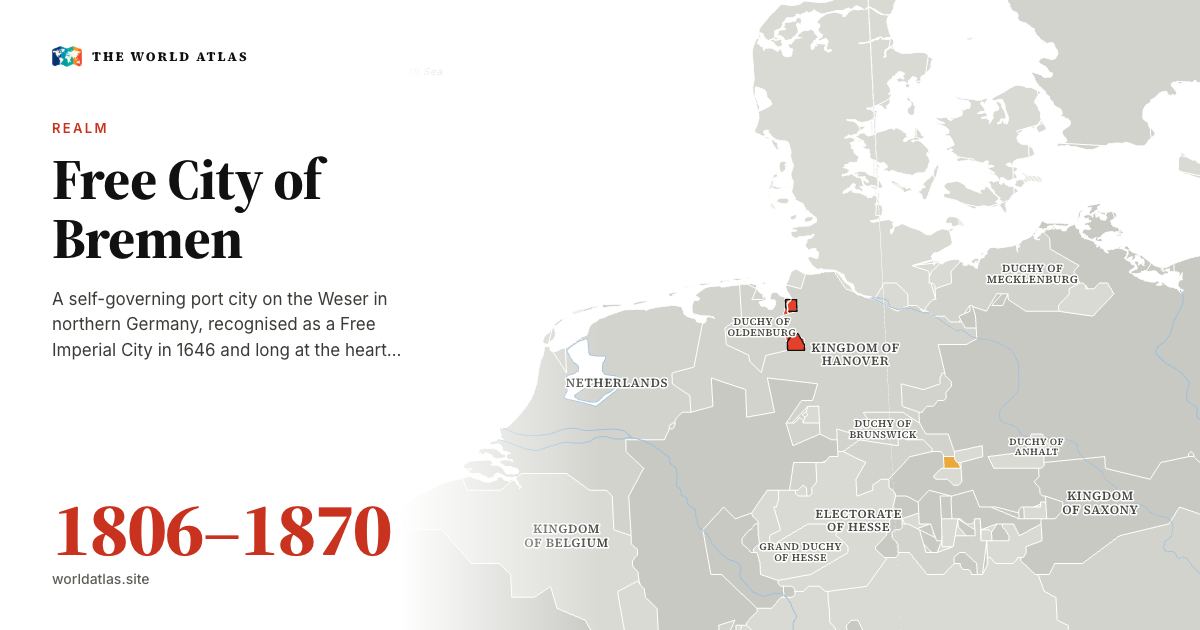 THE WORLD ATLAS
REALM
Free City of
Bremen
A self-governing port city on the Weser in
northern Germany, recognised as a Free
Imperial City in 1646 and long at the heart...
1806–1870
worldatlas.site
Sea
DUCHY OF
MECKLENBURG
DUCHY OF
OLDENBURG
KINGDOM OF
HANOVER
NETHERLANDS
DUCHY OF
BRUNSWICK
DUCHY OF
ANHALT
KINGDOM
OF SAXONY
ELECTORATE
OF HESSE
KINGDOM
OF BELGIUM
GRAND DUCHY
OF HESSE